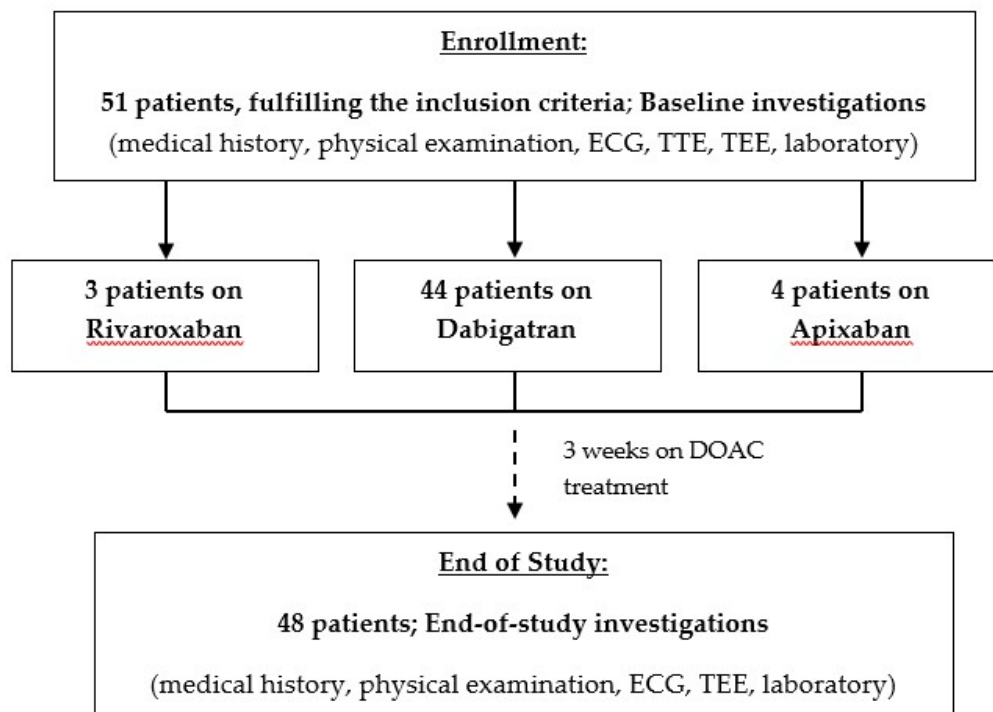 Enrollment:
51 patients, fulfilling the inclusion criteria; Baseline investigations
(medical history, physical examination, ECG, TTE, TEE, laboratory)
3 patients on
Rivaroxaban
44 patients on
Dabigatran
4 patients on
Apixaban
3 weeks on DOAC
treatment
End of Study:
48 patients; End-of-study investigations
(medical history, physical examination, ECG, TEE, laboratory)